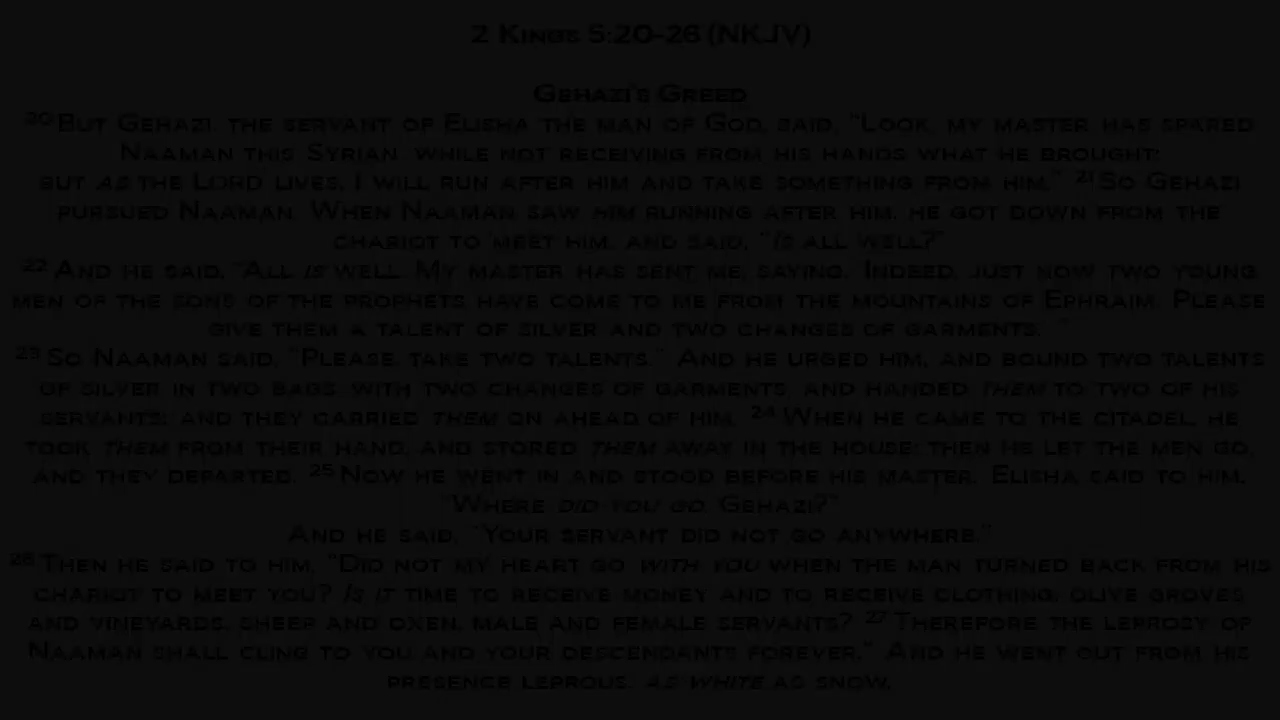 2 Kings 5:20–26 (NKJV)
Gehazi's Greed
20 But Gehazi, the servant of Elisha the man of God, said, "Look, my master has spared
Naaman this Syrian, while not receiving from his hands what he brought;
but as the Lord lives, I will run after him and take something from him." 21 So Gehazi
pursued Naaman. When Naaman saw him running after him, he got down from the
chariot to meet him, and said, "Is all well?"
22 And he said, "All is well. My master has sent me, saying, 'Indeed, just now two young
men of the sons of the prophets have come to me from the mountains of Ephraim. Please
give them a talent of silver and two changes of garments.' "
23 So Naaman said, "Please, take two talents." And he urged him, and bound two talents
of silver in two bags, with two changes of garments, and handed them to two of his
servants; and they carried them on ahead of him. 24 When he came to the citadel, he
took them from their hand, and stored them away in the house; then he let the men go,
and they departed. 25 Now he went in and stood before his master. Elisha said to him,
"Where did you go, Gehazi?"
And he said, "Your servant did not go anywhere."
26 Then he said to him, "Did not my heart go with you when the man turned back from his
chariot to meet you? Is it time to receive money and to receive clothing, olive groves
and vineyards, sheep and oxen, male and female servants? 27 Therefore the leprosy of
Naaman shall cling to you and your descendants forever." And he went out from his
presence leprous, as white as snow.